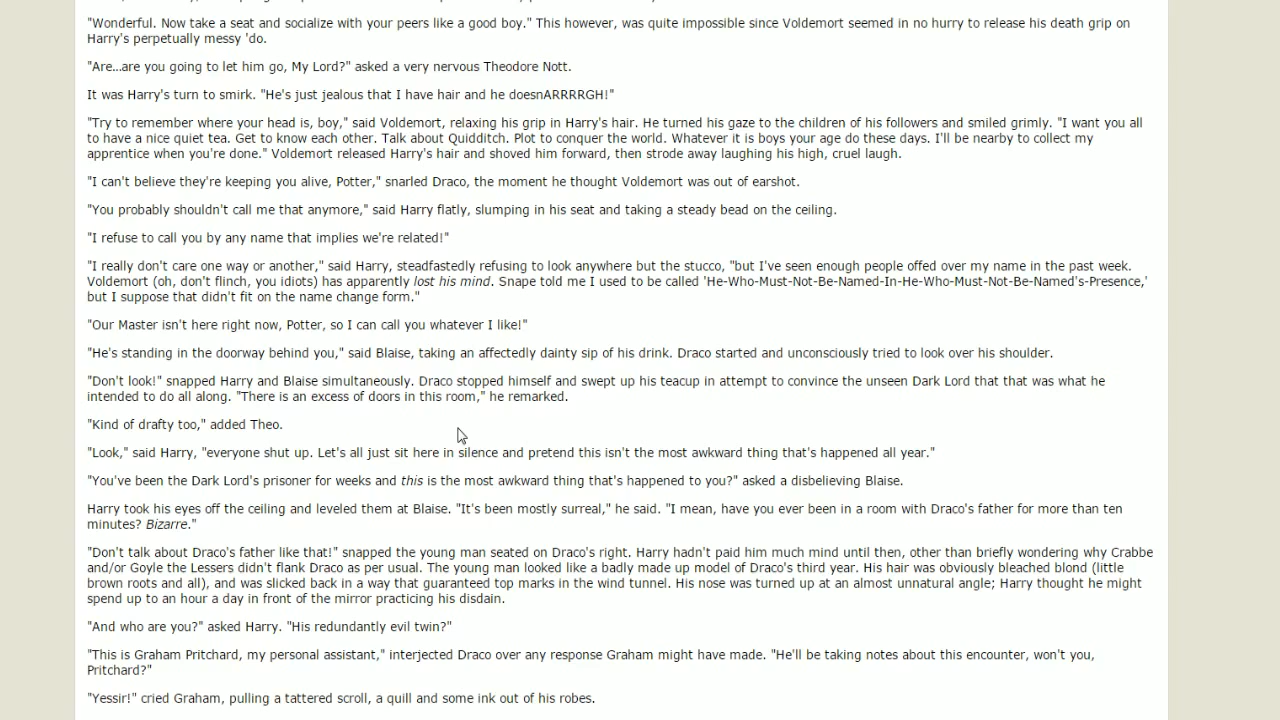 "Wonderful. Now take a seat and socialize with your peers like a good boy." This however, was quite impossible since Voldemort seemed in no hurry to release his death grip on
Harry's perpetually messy 'do.
"Are...are you going to let him go, My Lord?" asked a very nervous Theodore Nott.
It was Harry's turn to smirk. "He's just jealous that I have hair and he doesnARRRRGH!"
"Try to remember where your head is, boy," said Voldemort, relaxing his grip in Harry's hair. He turned his gaze to the children of his followers and smiled grimly. "I want you all
to have a nice quiet tea. Get to know each other. Talk about Quidditch. Plot to conquer the world. Whatever it is boys your age do these days. I'll be nearby to collect my
apprentice when you're done." Voldemort released Harry's hair and shoved him forward, then strode away laughing his high, cruel laugh.
"I can't believe they're keeping you alive, Potter," snarled Draco, the moment he thought Voldemort was out of earshot.
"You probably shouldn't call me that anymore," said Harry flatly, slumping in his seat and taking a steady bead on the ceiling.
"I refuse to call you by any name that implies we're related!"
"I really don't care one way or another," said Harry, steadfastedly refusing to look anywhere but the stucco, "but I've seen enough people offed over my name in the past week.
Voldemort (oh, don't flinch, you idiots) has apparently lost his mind. Snape told me I used to be called 'He-Who-Must-Not-Be-Named-In-He-Who-Must-Not-Be-Named's-Presence,'
but I suppose that didn't fit on the name change form."
"Our Master isn't here right now, Potter, so I can call you whatever I like!"
"He's standing in the doorway behind you," said Blaise, taking an affectedly dainty sip of his drink. Draco started and unconsciously tried to look over his shoulder.
"Don't look!" snapped Harry and Blaise simultaneously. Draco stopped himself and swept up his teacup in attempt to convince the unseen Dark Lord that that was what he
intended to do all along. "There is an excess of doors in this room," he remarked.
"Kind of drafty too," added Theo.
"Look," said Harry, "everyone shut up. Let's all just sit here in silence and pretend this isn't the most awkward thing that's happened all year."
"You've been the Dark Lord's prisoner for weeks and this is the most awkward thing that's happened to you?" asked a disbelieving Blaise.
Harry took his eyes off the ceiling and leveled them at Blaise. "It's been mostly surreal," he said. "I mean, have you ever been in a room with Draco's father for more than ten
minutes? Bizarre."
"Don't talk about Draco's father like that!" snapped the young man seated on Draco's right. Harry hadn't paid him much mind until then, other than briefly wondering why Crabbe
and/or Goyle the Lessers didn't flank Draco as per usual. The young man looked like a badly made up model of Draco's third year. His hair was obviously bleached blond (little
brown roots and all), and was slicked back in a way that guaranteed top marks in the wind tunnel. His nose was turned up at an almost unnatural angle; Harry thought he might
spend up to an hour a day in front of the mirror practicing his disdain.
"And who are you?" asked Harry. "His redundantly evil twin?"
"This is Graham Pritchard, my personal assistant," interjected Draco over any response Graham might have made. "He'll be taking notes about this encounter, won't you,
Pritchard?"
"Yessir!" cried Graham, pulling a tattered scroll, a quill and some ink out of his robes.